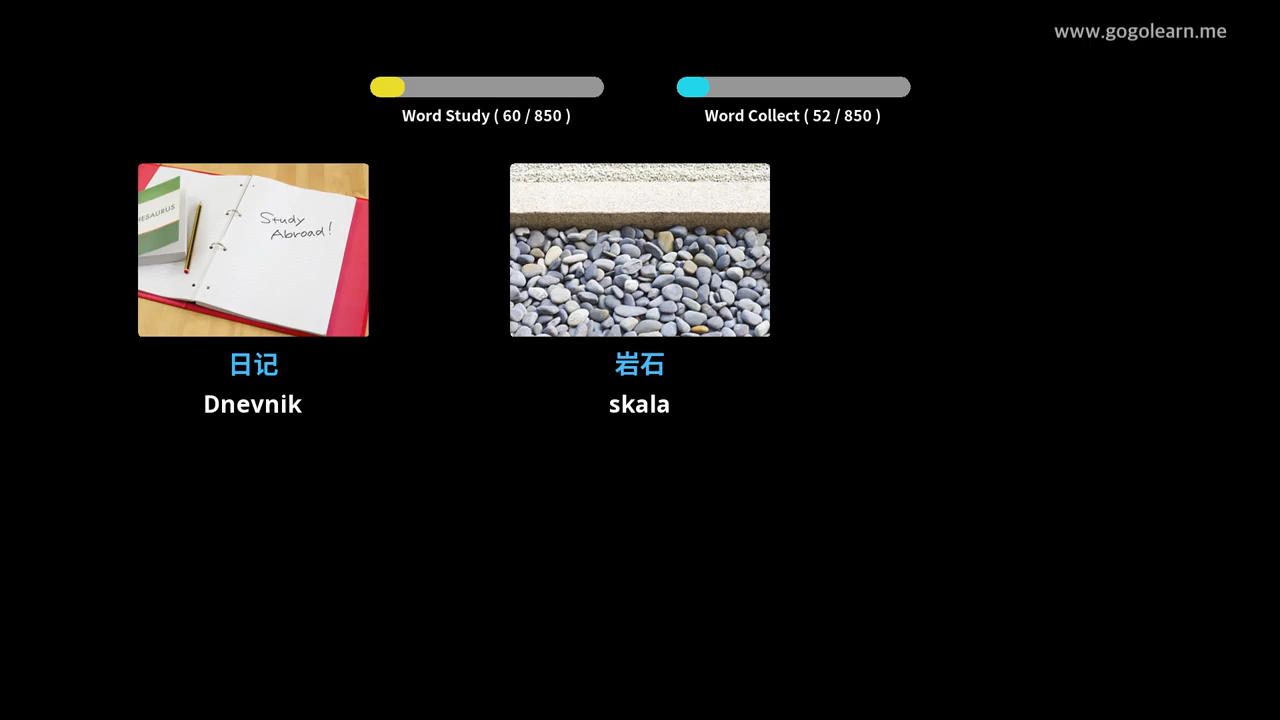 www.gogolearn.me
Word Study ( 60 / 850 )
Word Collect ( 52 / 850 )
THESAURUS
Study
Abroad!
日记
Dnevnik
岩石
skala